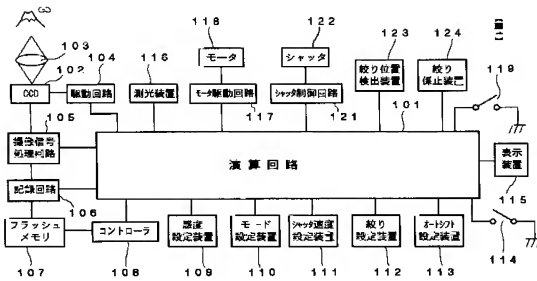 118
122
103
104
モータ
シャッタ
123
124
【図1】
102
116
絞り位置
検出装置
絞り
係止装置
119
CCD
駆動回路
測光装置
モータ駆動回路
シャッタ制御回路
105
117
121
101
撮像信号
処理回路
演算回路
表示
装置
記録回路
115
106
フラッシュ
メモリ
コントローラ
感度
設定装置
モード
設定装置
シャッタ速度
設定装置
絞り
設定装置
オートシフト
設定装置
114
107
108
109
110
111
112
113